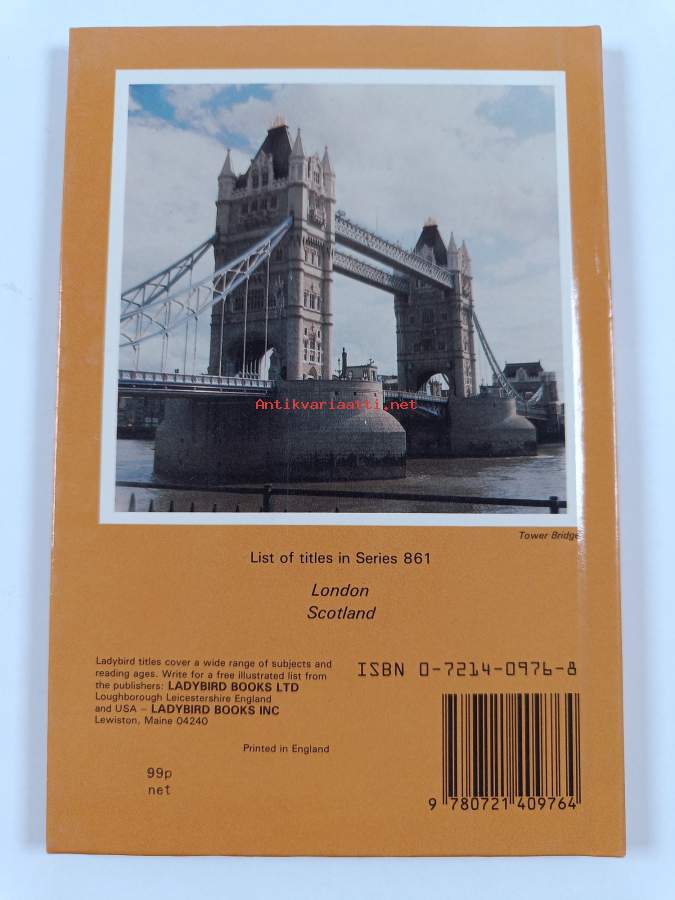 Antikvariaatti.net
Tower Bridge
List of titles in Series 861
London
Scotland
Ladybird titles cover a wide range of subjects and
reading ages. Write for a free illustrated list from
the publishers: LADYBIRD BOOKS LTD
Loughborough Leicestershire England
and USA – LADYBIRD BOOKS INC
Lewiston, Maine 04240
Printed in England
99p
net
ISBN 0-7214-0976-8
9 780721 409764